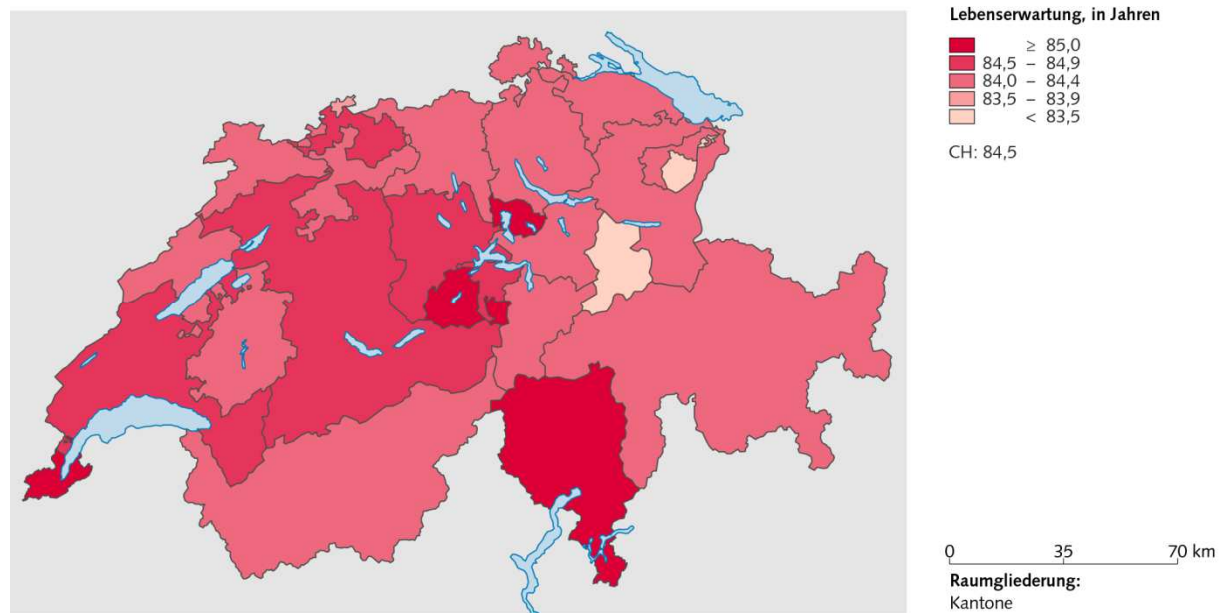 Lebenserwartung, in Jahren
≥ 85,0
84,5 – 84,9
84,0 – 84,4
83,5 – 83,9
< 83,5
CH: 84,5
0 35 70 km
Raumgliederung:
Kantone